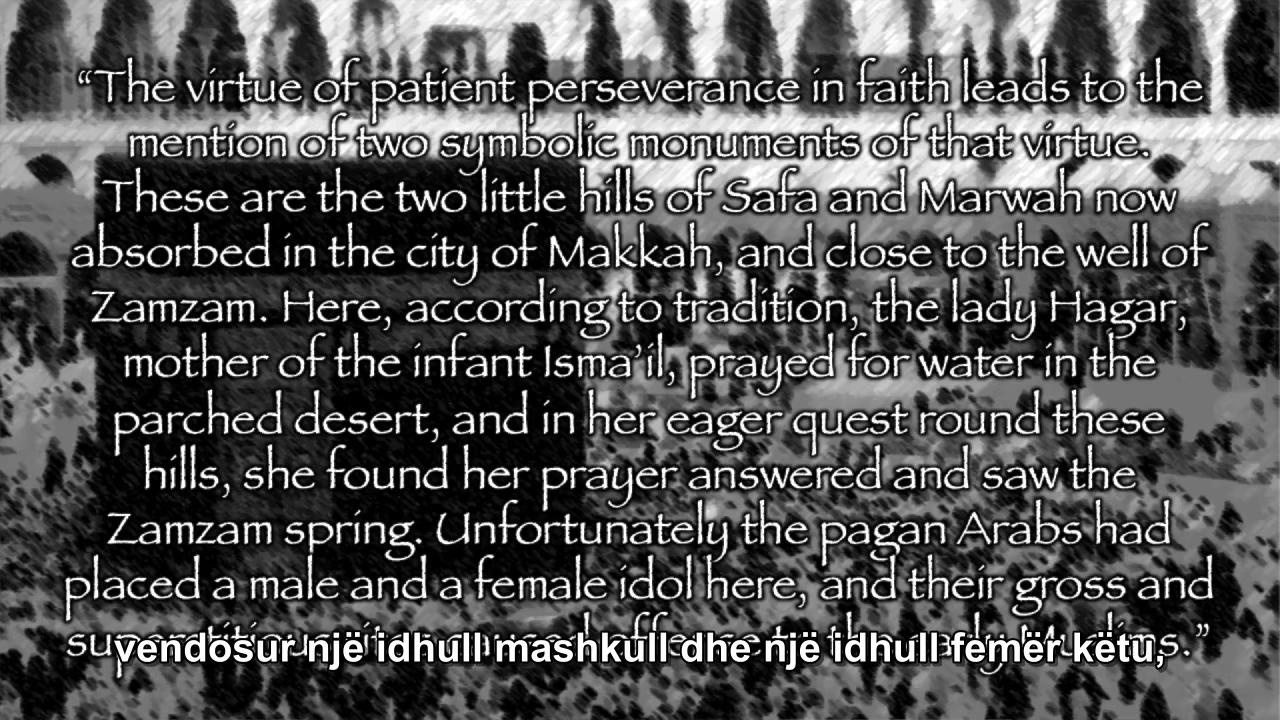 “The virtue of patient perseverance in faith leads to the
mention of two symbolic monuments of that virtue.
These are the two little hills of Safa and Marwah now
absorbed in the city of Makkah, and close to the well of
Zamzam. Here, according to tradition, the lady Hagar,
mother of the infant Isma’il, prayed for water in the
parched desert, and in her eager quest round these
hills, she found her prayer answered and saw the
Zamzam spring. Unfortunately the pagan Arabs had
placed a male and a female idol here, and their gross and
vendosur një idhull mashkull dhe një idhull femër këtu,